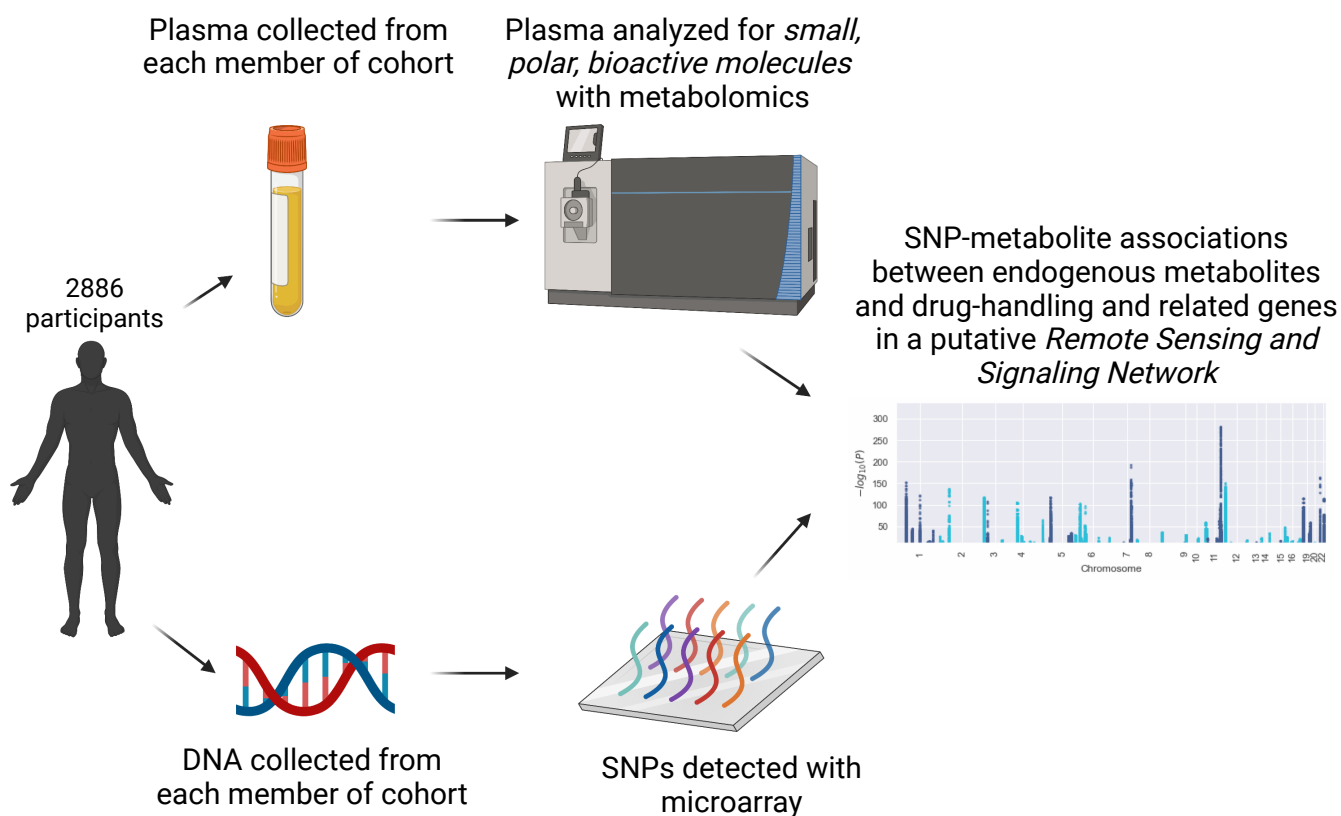 Plasma collected from
each member of cohort
Plasma analyzed for small,
polar, bioactive molecules
with metabolomics
2886
participants
SNP-metabolite associations
between endogenous metabolites
and drug-handling and related genes
in a putative Remote Sensing and
Signaling Network
300
250
200
150
100
50
-log₁₀(P)
1
2
3
4
5
6
7
8
9
10
11
12
13
14
15
16
19
20
22
Chromosome
DNA collected from
each member of cohort
SNPs detected with
microarray